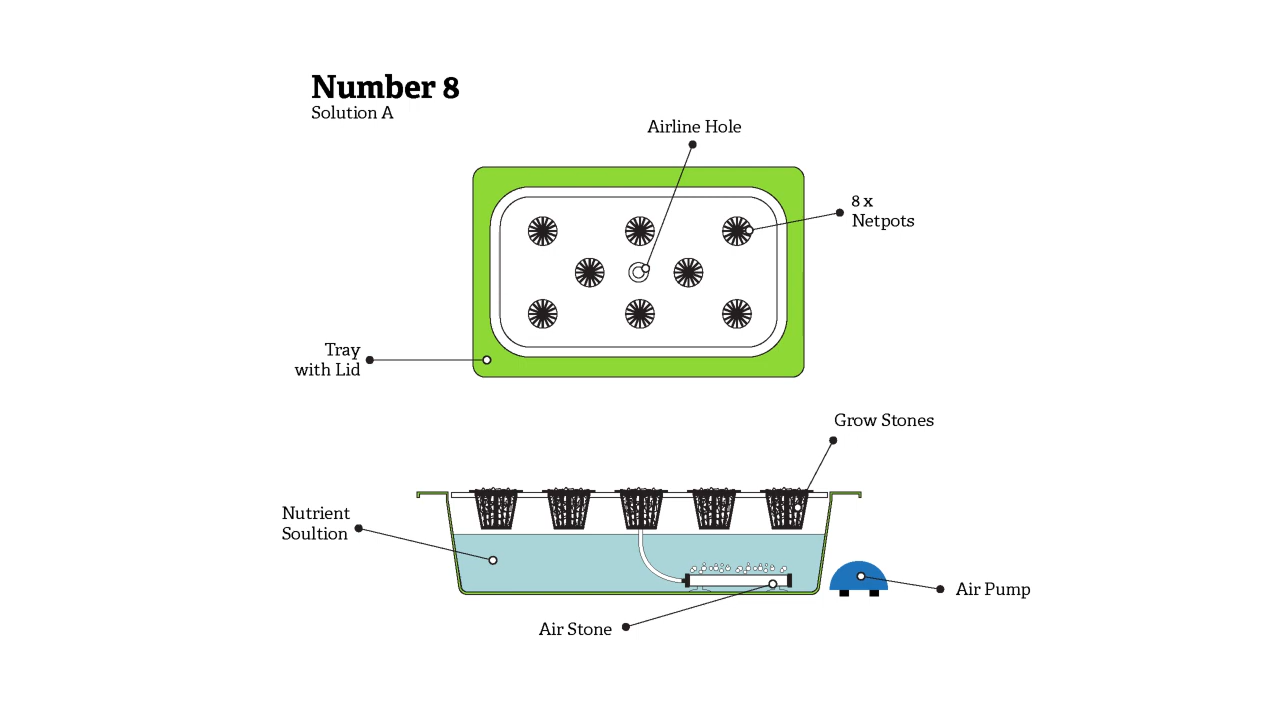 Number 8
Solution A
Airline Hole
8 x
Netpots
Tray
with Lid
Grow Stones
Nutrient
Soultion
Air Pump
Air Stone